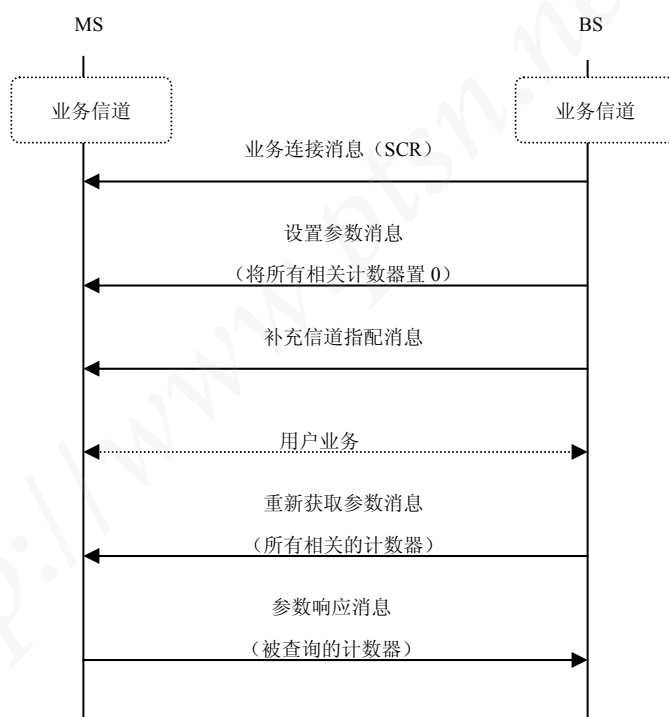 MS
BS
业务信道
业务信道
业务连接消息（SCR）
设置参数消息
（将所有相关计数器置 0）
补充信道指配消息
用户业务
重新获取参数消息
（所有相关的计数器）
参数响应消息
（被查询的计数器）
p://www.ptsn.ne